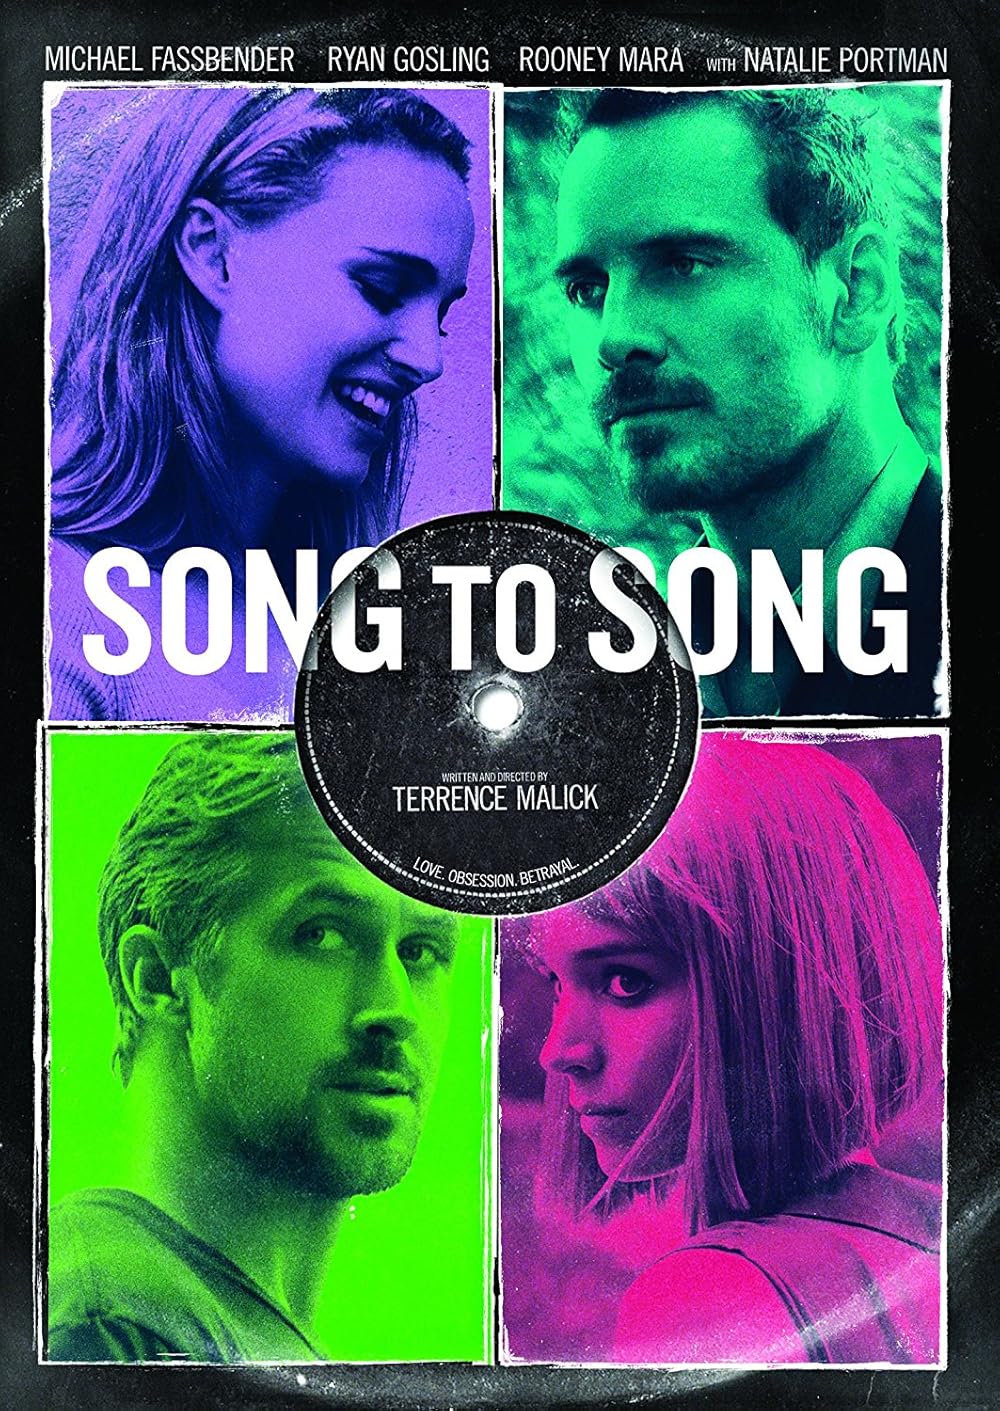 MICHAEL FASSBENDER RYAN GOSLING ROONEY MARA WITH NATALIE PORTMAN
SONG TO SONG
WRITTEN AND DIRECTED BY
TERRENCE MALICK
LOVE. OBSESSION. BETRAYAL.